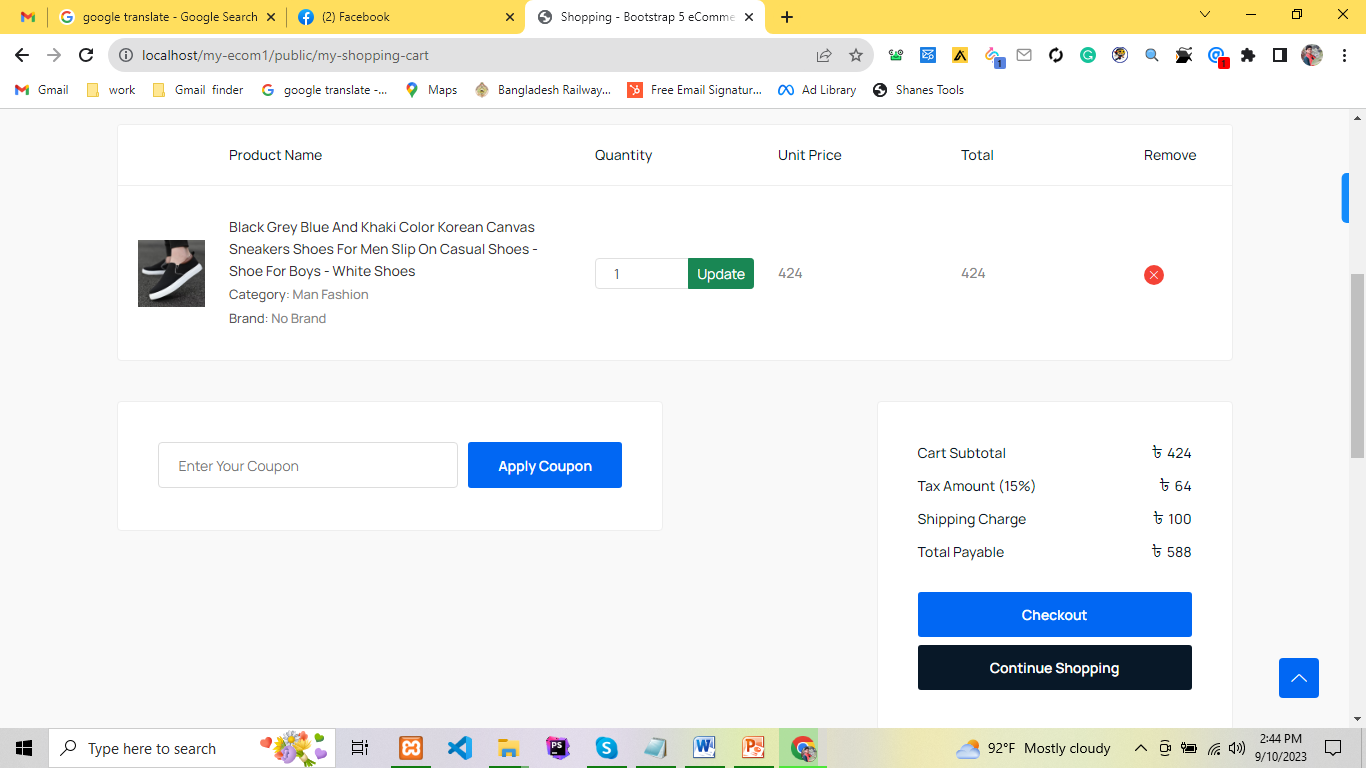 google translate - Google Search
(2) Facebook
Shopping - Bootstrap 5 eComme
localhost/my-ecom1/public/my-shopping-cart
1
1
Gmail
work
Gmail finder
google translate -...
Maps
Bangladesh Railway...
Free Email Signatur...
Ad Library
Shanes Tools
Product Name
Quantity
Unit Price
Total
Remove
Black Grey Blue And Khaki Color Korean Canvas
Sneakers Shoes For Men Slip On Casual Shoes -
Shoe For Boys - White Shoes
Category: Man Fashion
Brand: No Brand
1
Update
424
424
Enter Your Coupon
Apply Coupon
Cart Subtotal
৳ 424
Tax Amount (15%)
৳ 64
Shipping Charge
৳ 100
Total Payable
৳ 588
Checkout
Continue Shopping
Type here to search
PS
92°F Mostly cloudy
2:44 PM
9/10/2023